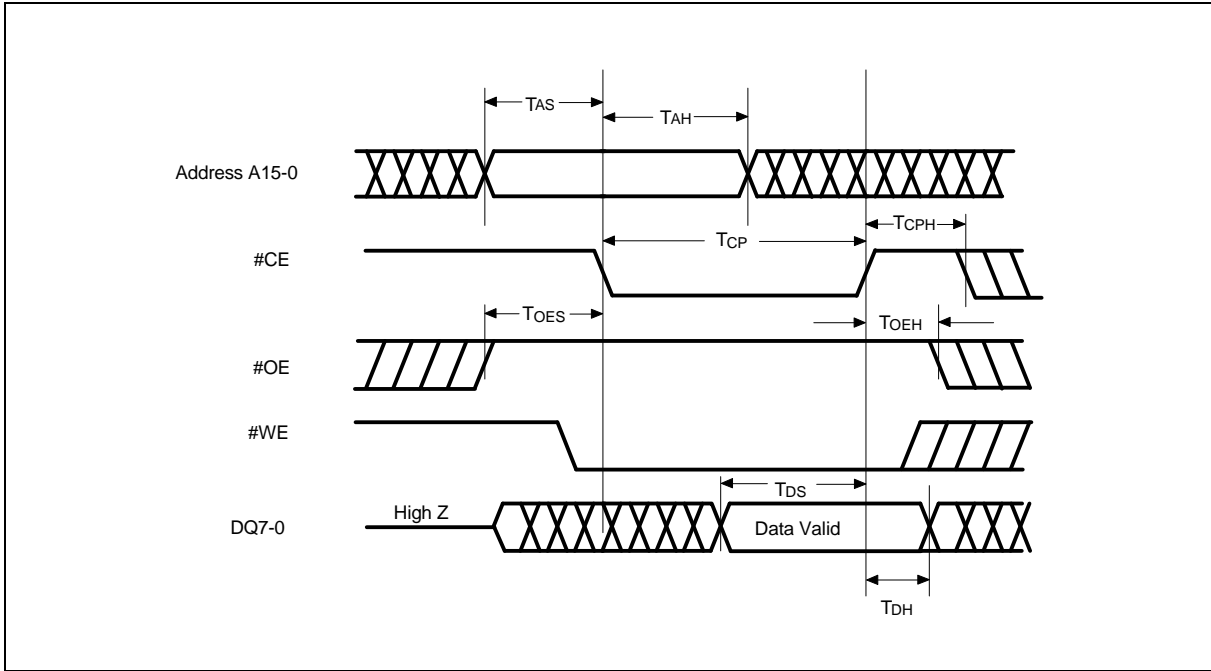 TAS
TAH
Address A15-0
TCPH
TCP
#CE
TOES
TOEH
#OE
#WE
TDS
High Z
DQ7-0
Data Valid
TDH